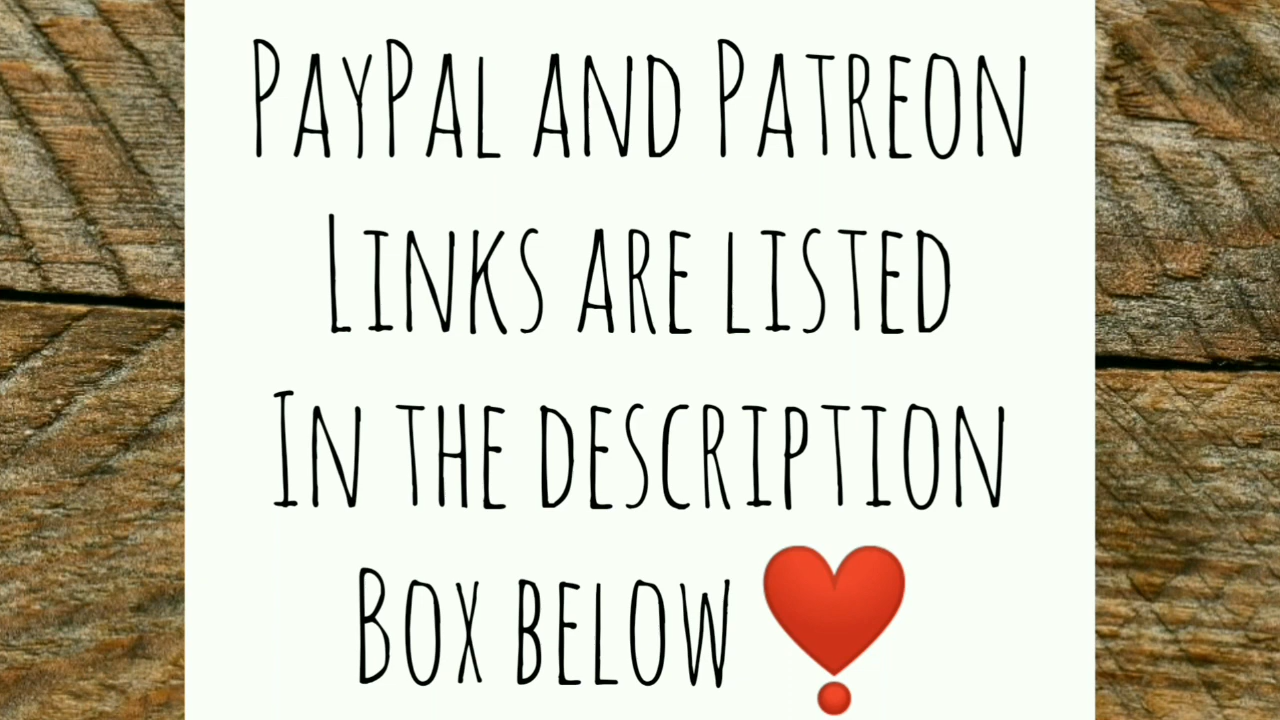 PayPal and Patreon
Links are listed
In the description
Box below ❣️